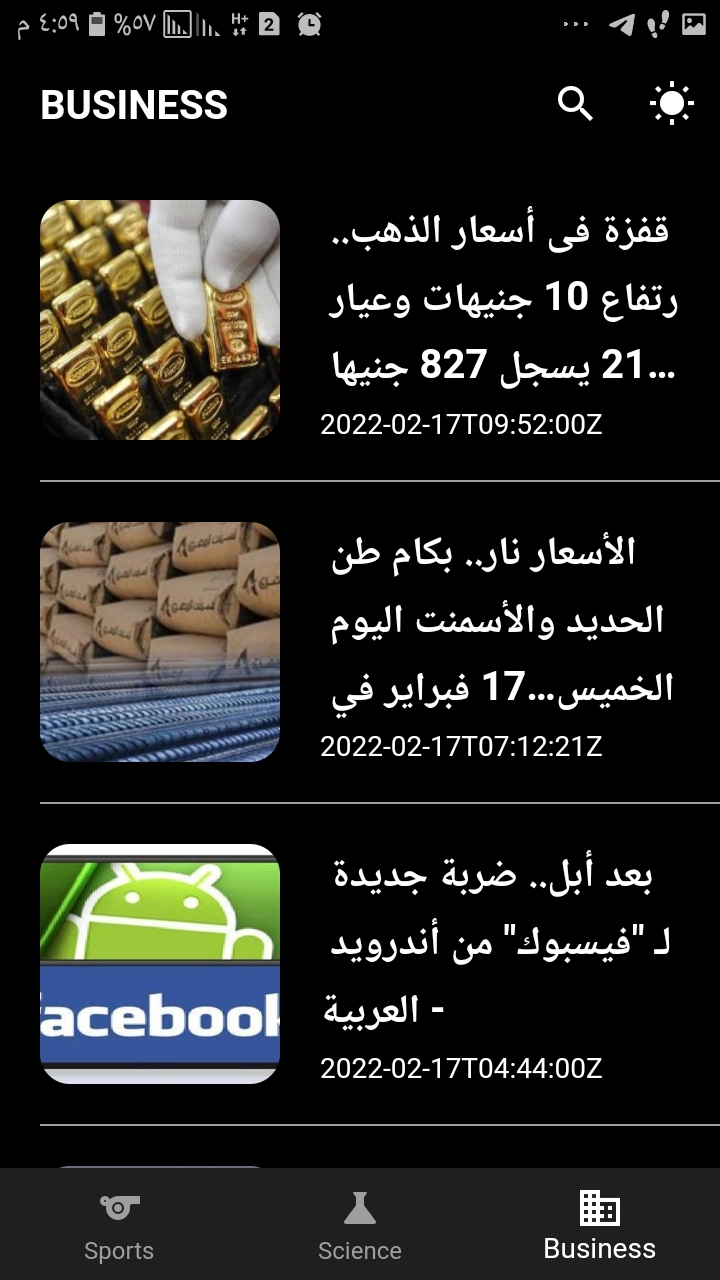 م ٤:٥٩ %٥٧ H+ 2
BUSINESS
قفزة فى أسعار الذهب..
رتفاع 10 جنيهات وعيار
21 يسجل 827 جنيها...
2022-02-17T09:52:00Z
الأسعار نار.. بكام طن
الحديد والأسمنت اليوم
الخميس...17 فبراير في
2022-02-17T07:12:21Z
بعد أبل.. ضربة جديدة
لـ "فيسبوك" من أندرويد
- العربية
acebook
2022-02-17T04:44:00Z
Sports
Science
Business